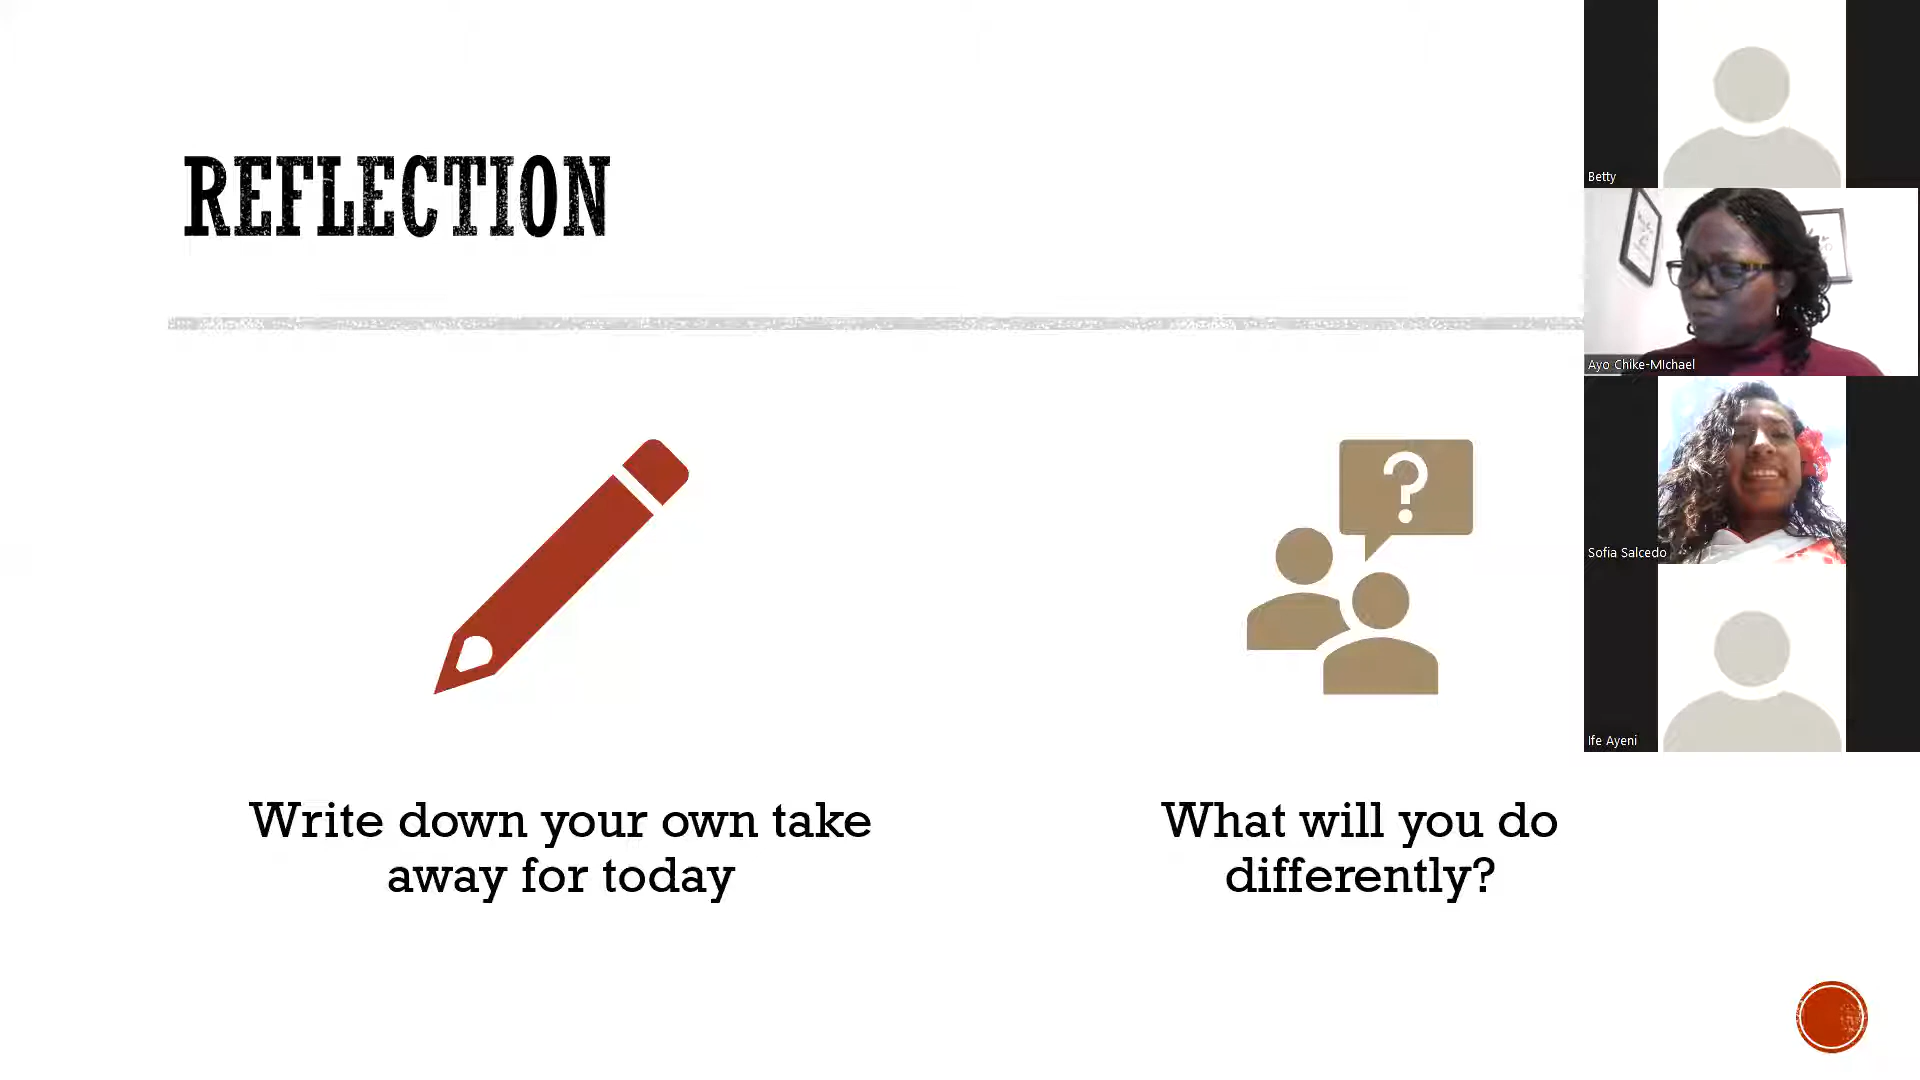 REFLECTION
Write down your own take
away for today
?
What will you do
differently?
Betty
Ayo Chike-MIchael
Sofia Salcedo
Ife Ayeni